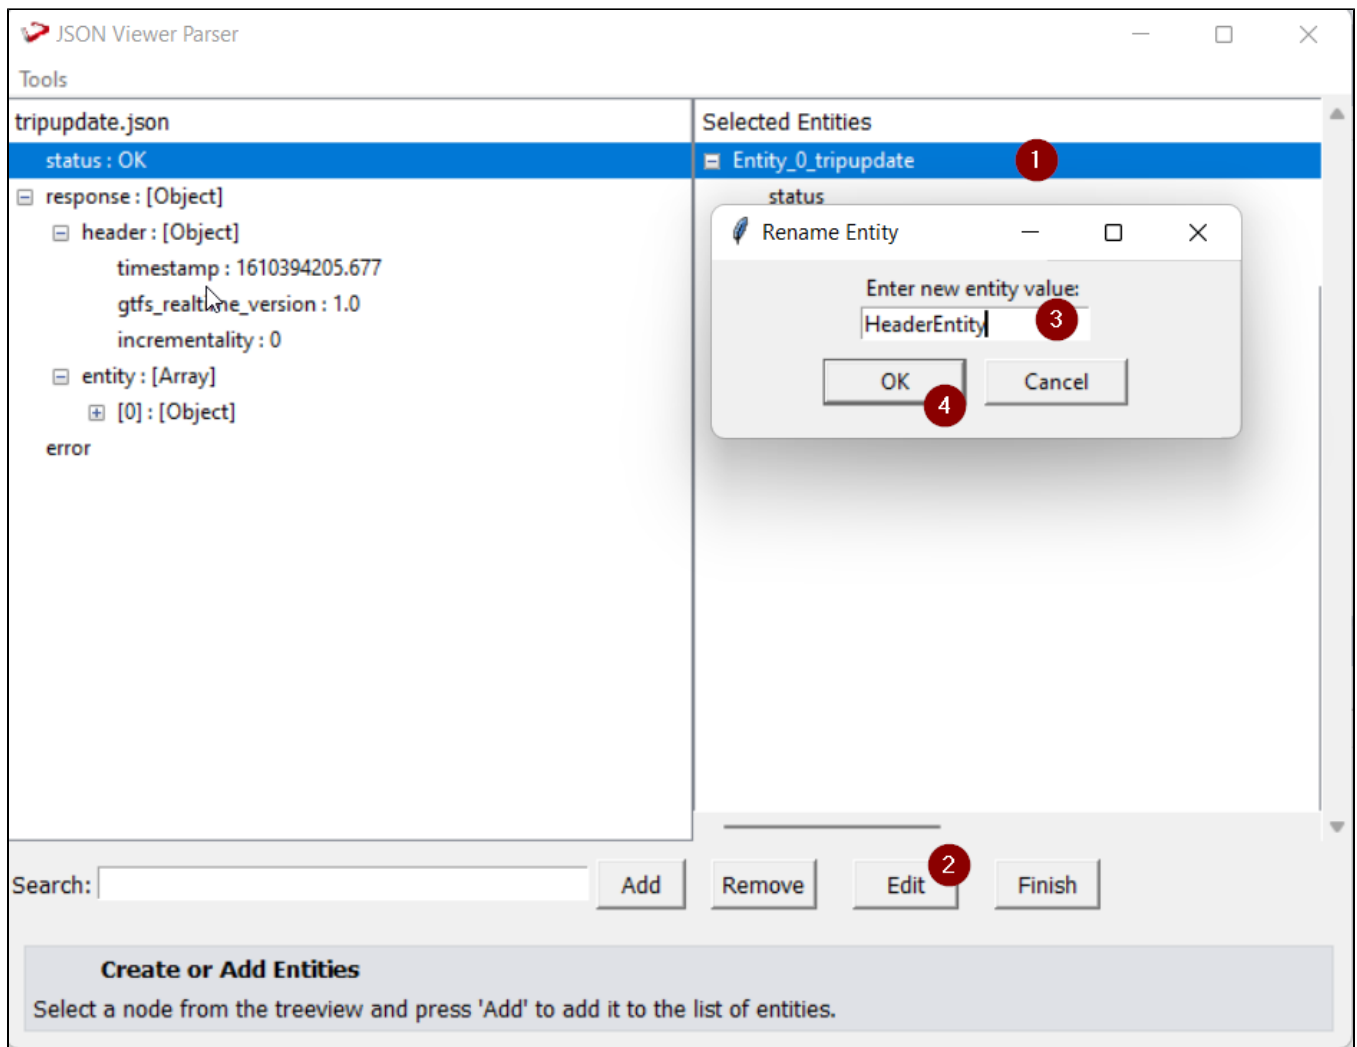 JSON Viewer Parser
Tools
tripupdate.json
status : OK
response : [Object]
header : [Object]
timestamp : 1610394205.677
gtfs_realtime_version : 1.0
incrementality : 0
entity : [Array]
[0] : [Object]
error
Selected Entities
Entity_0_tripupdate
1
status
Rename Entity
Enter new entity value:
HeaderEntity
3
OK
Cancel
4
Search:
Add
Remove
Edit
2
Finish
Create or Add Entities
Select a node from the treeview and press 'Add' to add it to the list of entities.